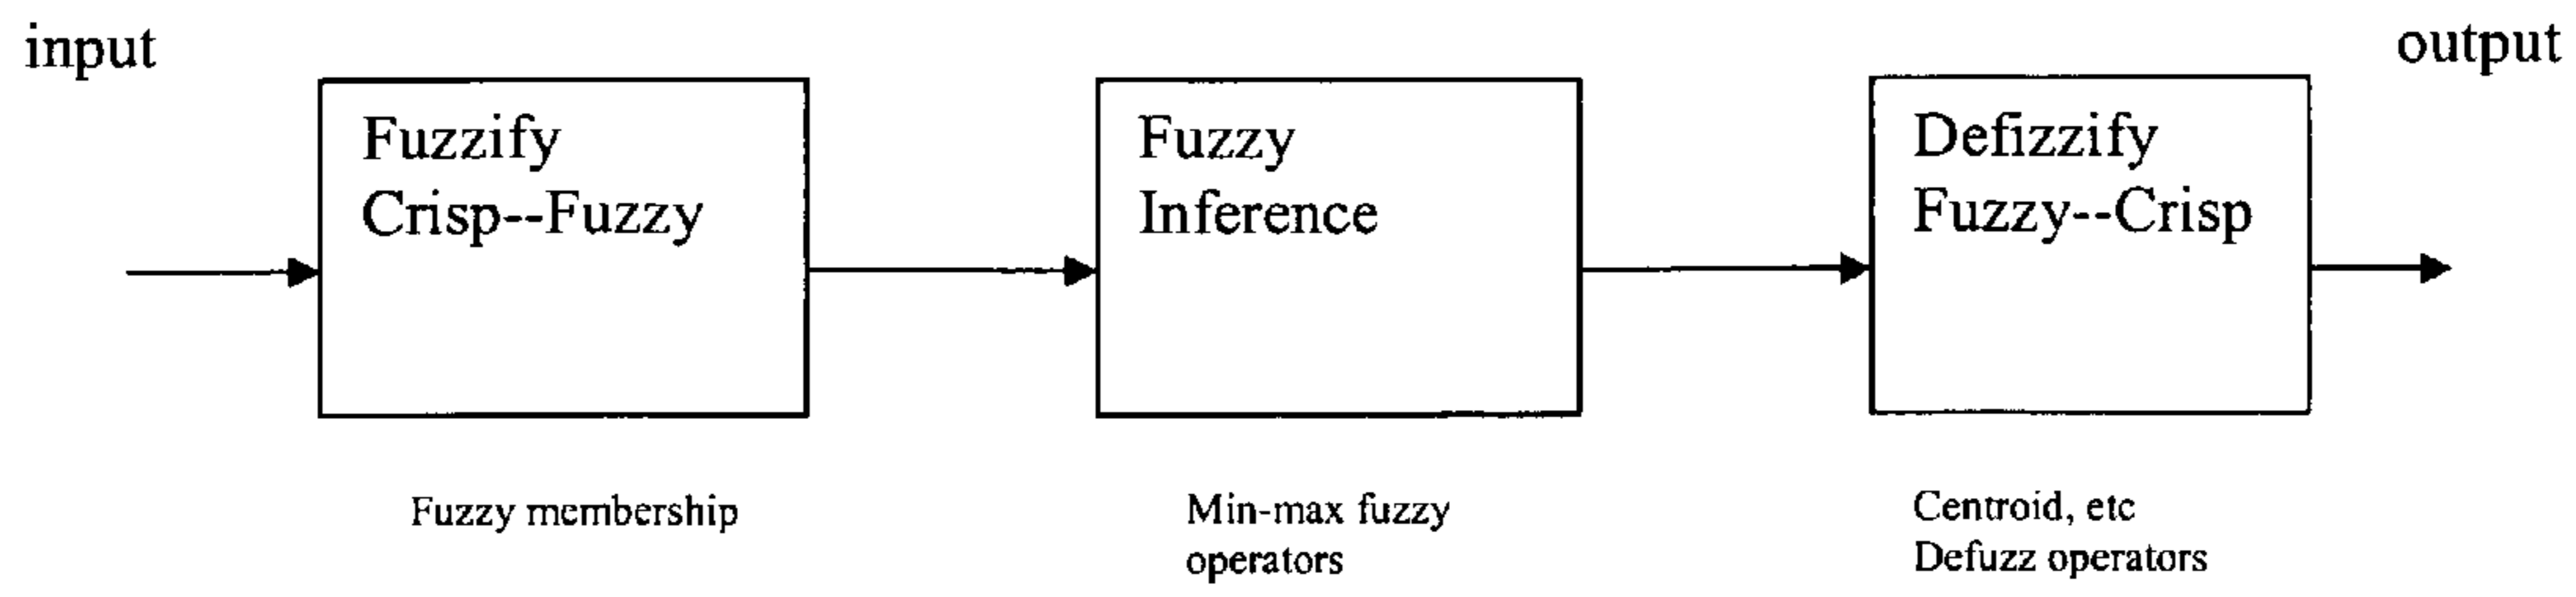 input
output
Fuzzify
Crisp--Fuzzy
Fuzzy
Inference
Defizzify
Fuzzy--Crisp
Fuzzy membership
Min-max fuzzy
operators
Centroid, etc
Defuzz operators